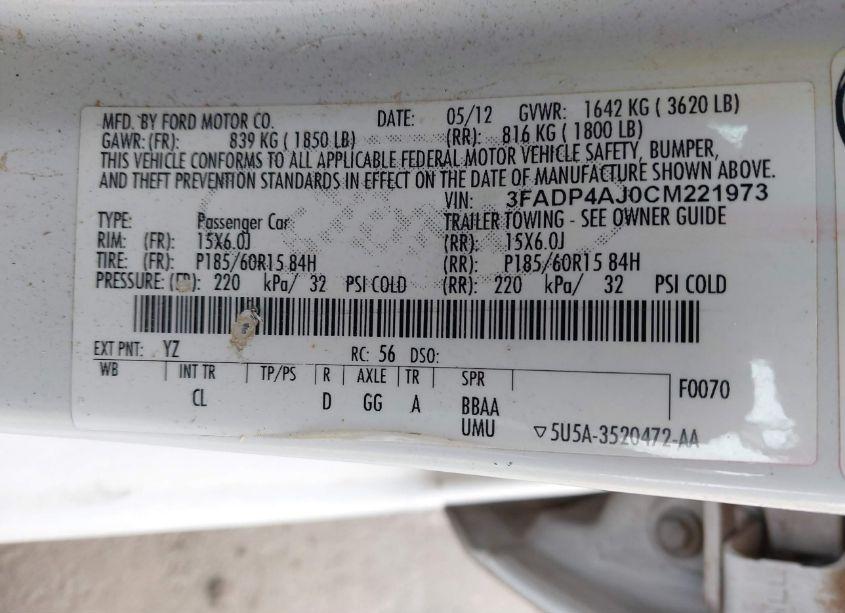 MFD. BY FORD MOTOR CO. DATE: 05/12 GVWR: 1642 KG ( 3620 LB)
GAWR: (FR): 839 KG ( 1850 LB) (RR): 816 KG ( 1800 LB)
THIS VEHICLE CONFORMS TO ALL APPLICABLE FEDERAL MOTOR VEHICLE SAFETY, BUMPER,
AND THEFT PREVENTION STANDARDS IN EFFECT ON THE DATE OF MANUFACTURE SHOWN ABOVE.
VIN: 3FADP4AJ0CM221973
TYPE: Passenger Car TRAILER TOWING - SEE OWNER GUIDE
RIM: (FR): 15X6.0J (RR): 15X6.0J
TIRE: (FR): P185/60R15 84H (RR): P185/60R15 84H
PRESSURE: (FR): 220 kPa/ 32 PSI COLD (RR): 220 kPa/ 32 PSI COLD
EXT PNT: YZ RC: 56 DSO:
WB INT TR TP/PS R AXLE TR SPR F0070
CL D GG A BBAA
UMU ▽5U5A-3520472-AA